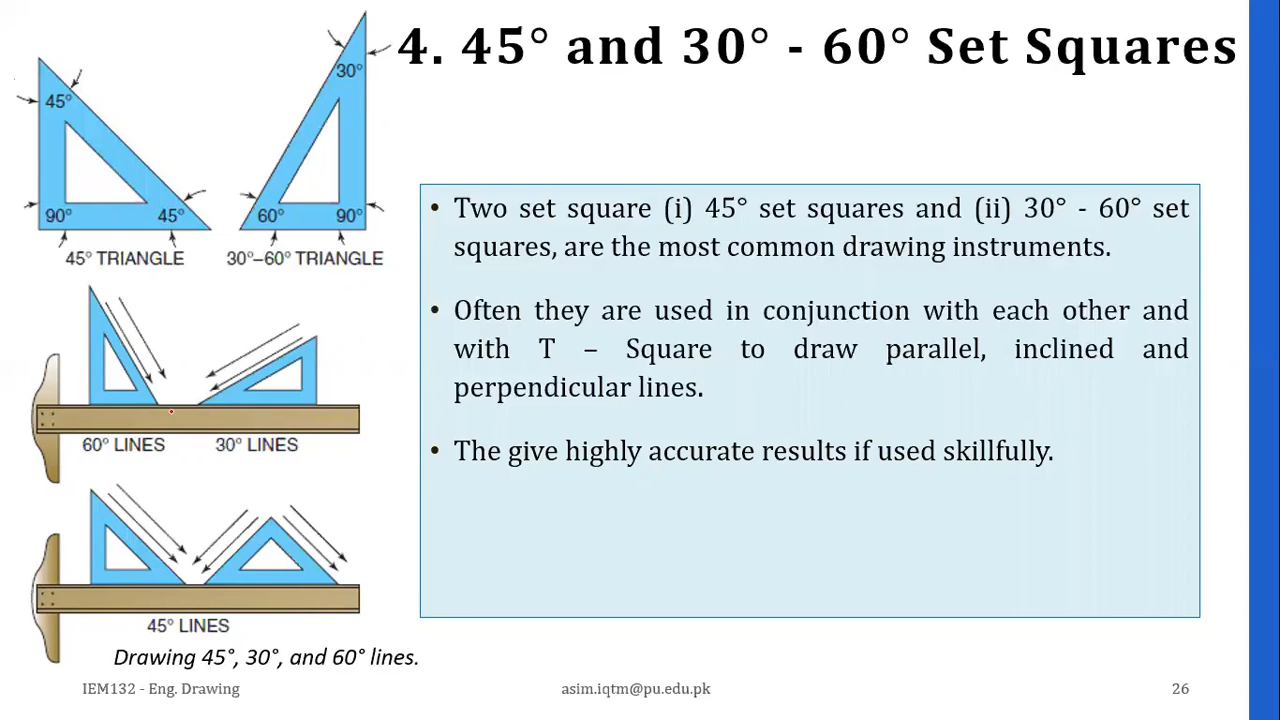 4. 45° and 30° - 60° Set Squares
45°
90°
45°
45° TRIANGLE
30°
60°
90°
30°–60° TRIANGLE
60° LINES
30° LINES
45° LINES
Drawing 45°, 30°, and 60° lines.
• Two set square (i) 45° set squares and (ii) 30° - 60° set
squares, are the most common drawing instruments.
• Often they are used in conjunction with each other and
with T – Square to draw parallel, inclined and
perpendicular lines.
• The give highly accurate results if used skillfully.
IEM132 - Eng. Drawing
asim.iqtm@pu.edu.pk
26